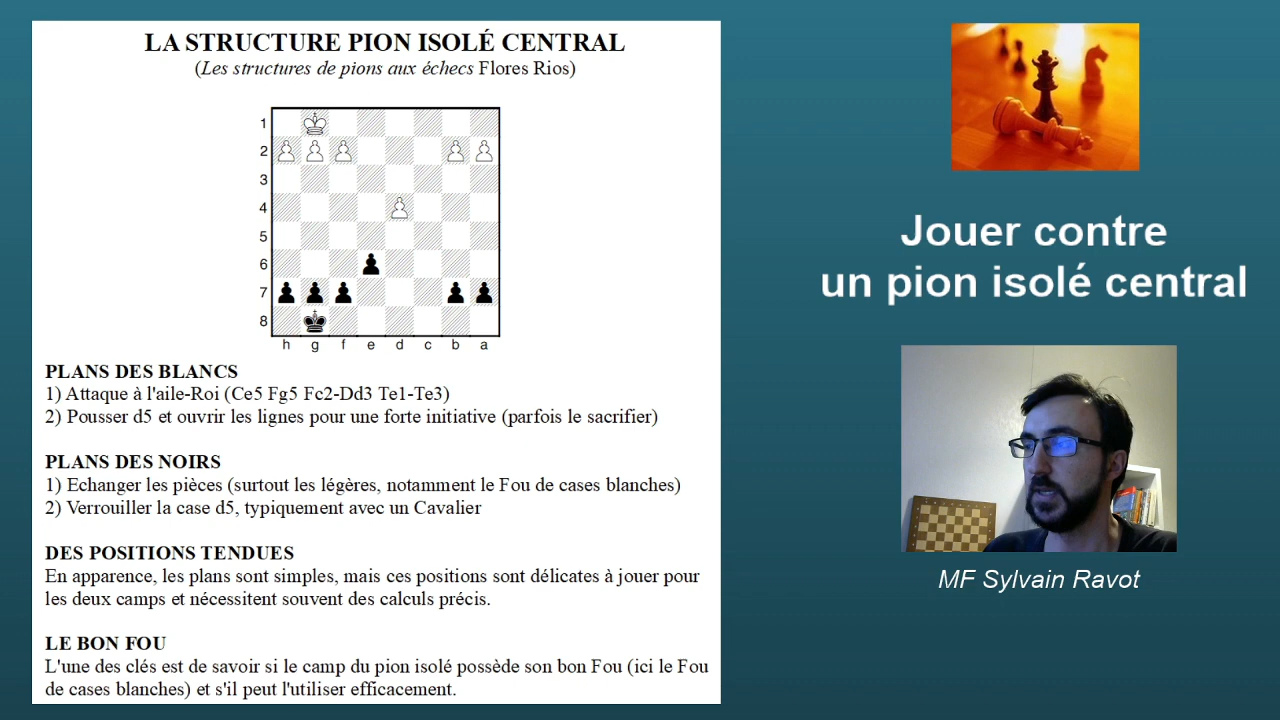 LA STRUCTURE PION ISOLÉ CENTRAL
(Les structures de pions aux échecs Flores Rios)
1
2
3
4
5
6
7
8
h g f e d c b a
PLANS DES BLANCS
1) Attaque à l'aile-Roi (Ce5 Fg5 Fc2-Dd3 Te1-Te3)
2) Pousser d5 et ouvrir les lignes pour une forte initiative (parfois le sacrifier)
PLANS DES NOIRS
1) Echanger les pièces (surtout les légères, notamment le Fou de cases blanches)
2) Verrouiller la case d5, typiquement avec un Cavalier
DES POSITIONS TENDUES
En apparence, les plans sont simples, mais ces positions sont délicates à jouer pour
les deux camps et nécessitent souvent des calculs précis.
LE BON FOU
L'une des clés est de savoir si le camp du pion isolé possède son bon Fou (ici le Fou
de cases blanches) et s'il peut l'utiliser efficacement.
Jouer contre
un pion isolé central
MF Sylvain Ravot